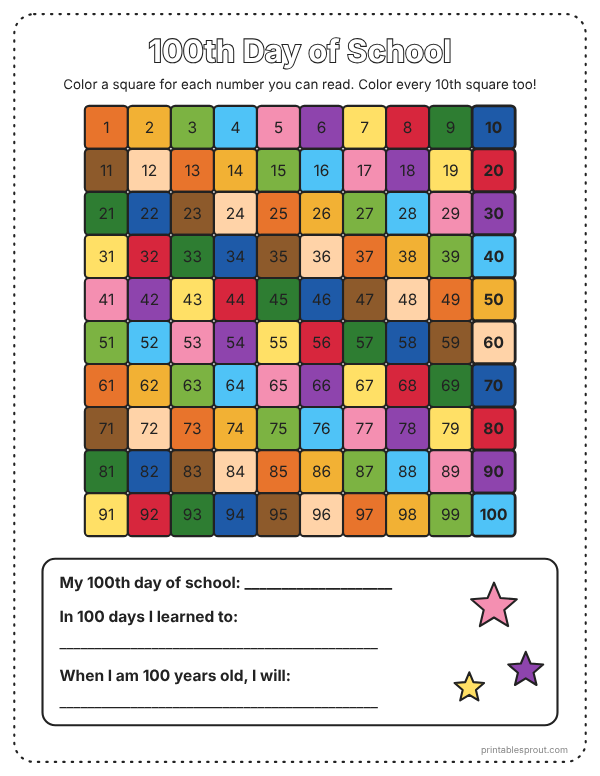 100th Day of School
Color a square for each number you can read. Color every 10th square too!
1 2 3 4 5 6 7 8 9 10
11 12 13 14 15 16 17 18 19 20
21 22 23 24 25 26 27 28 29 30
31 32 33 34 35 36 37 38 39 40
41 42 43 44 45 46 47 48 49 50
51 52 53 54 55 56 57 58 59 60
61 62 63 64 65 66 67 68 69 70
71 72 73 74 75 76 77 78 79 80
81 82 83 84 85 86 87 88 89 90
91 92 93 94 95 96 97 98 99 100
My 100th day of school: ____________________
In 100 days I learned to:
When I am 100 years old, I will:
printablesprout.com